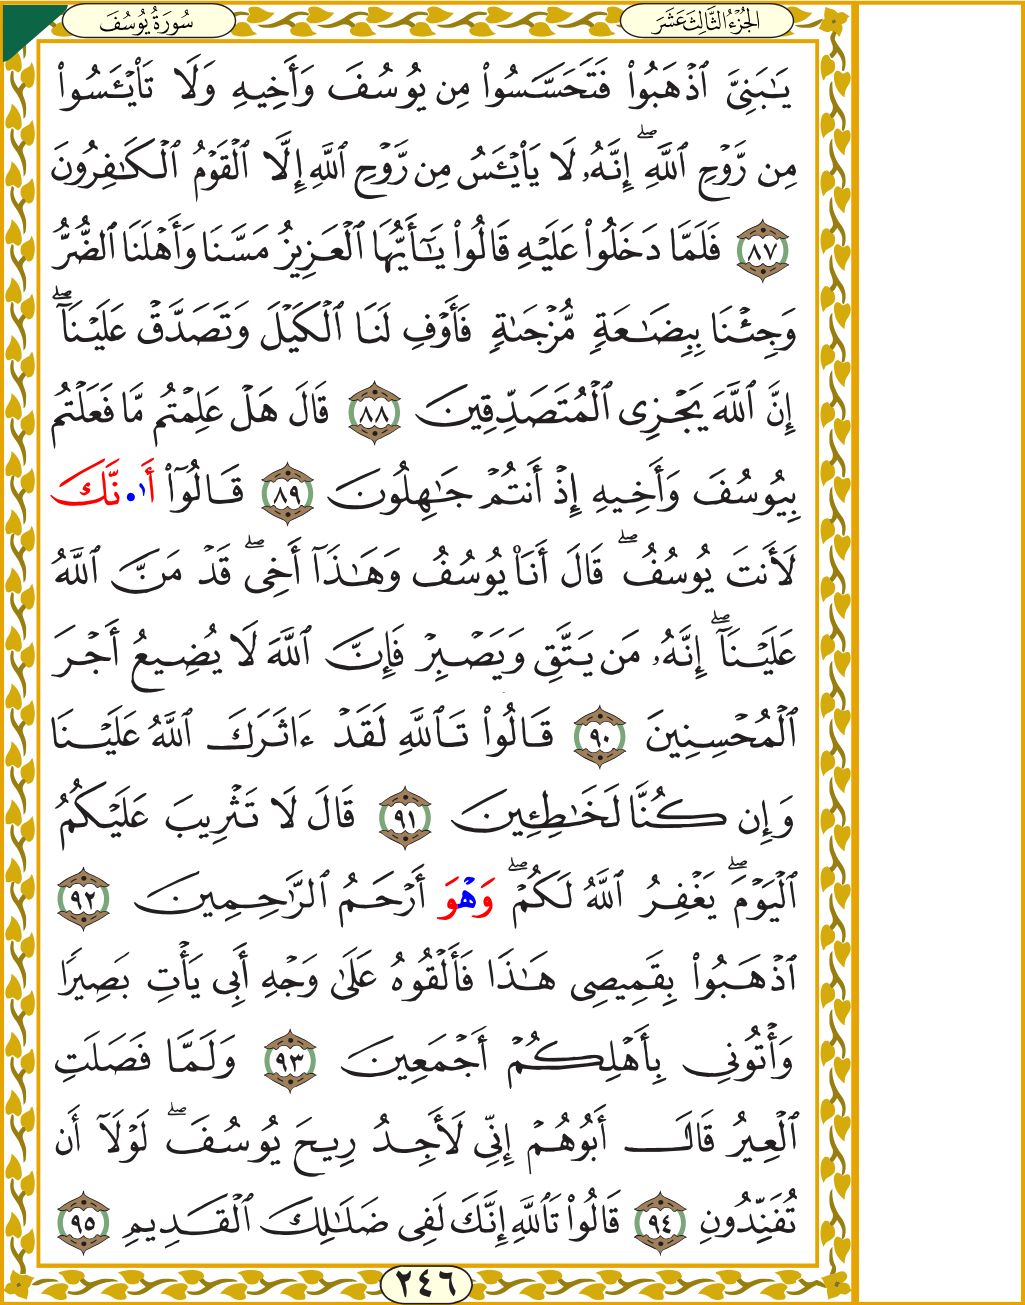 سُورَةُ يُوسُفَ
الجُزْءُ الثَّالِثَ عَشَرَ
يَٰبَنِىَّ ٱذْهَبُوا۟ فَتَحَسَّسُوا۟ مِن يُوسُفَ وَأَخِيهِ وَلَا تَا۟يْـَٔسُوا۟
مِن رَّوْحِ ٱللَّهِۖ إِنَّهُۥ لَا يَا۟يْـَٔسُ مِن رَّوْحِ ٱللَّهِ إِلَّا ٱلْقَوْمُ ٱلْكَٰفِرُونَ
٨٧ فَلَمَّا دَخَلُوا۟ عَلَيْهِ قَالُوا۟ يَٰٓأَيُّهَا ٱلْعَزِيزُ مَسَّنَا وَأَهْلَنَا ٱلضُّرُّ
وَجِئْنَا بِبِضَٰعَةٍ مُّزْجَىٰةٍ فَأَوْفِ لَنَا ٱلْكَيْلَ وَتَصَدَّقْ عَلَيْنَآۖ
إِنَّ ٱللَّهَ يَجْزِى ٱلْمُتَصَدِّقِينَ ٨٨ قَالَ هَلْ عَلِمْتُم مَّا فَعَلْتُم
بِيُوسُفَ وَأَخِيهِ إِذْ أَنتُمْ جَٰهِلُونَ ٨٩ قَالُوٓا۟ أَٰ•نَّكَ
لَأَنتَ يُوسُفُۖ قَالَ أَنَا۠ يُوسُفُ وَهَٰذَآ أَخِىۖ قَدْ مَنَّ ٱللَّهُ
عَلَيْنَآۖ إِنَّهُۥ مَن يَتَّقِ وَيَصْبِرْ فَإِنَّ ٱللَّهَ لَا يُضِيعُ أَجْرَ
ٱلْمُحْسِنِينَ ٩٠ قَالُوا۟ تَٱللَّهِ لَقَدْ ءَاثَرَكَ ٱللَّهُ عَلَيْنَا
وَإِن كُنَّا لَخَٰطِـِٔينَ ٩١ قَالَ لَا تَثْرِيبَ عَلَيْكُمُ
ٱلْيَوْمَۖ يَغْفِرُ ٱللَّهُ لَكُمْۖ وَهْوَ أَرْحَمُ ٱلرَّٰحِمِينَ ٩٢
ٱذْهَبُوا۟ بِقَمِيصِى هَٰذَا فَأَلْقُوهُ عَلَىٰ وَجْهِ أَبِى يَأْتِ بَصِيرًا
وَأْتُونِى بِأَهْلِكُمْ أَجْمَعِينَ ٩٣ وَلَمَّا فَصَلَتِ
ٱلْعِيرُ قَالَ أَبُوهُمْ إِنِّى لَأَجِدُ رِيحَ يُوسُفَۖ لَوْلَآ أَن
تُفَنِّدُونِ ٩٤ قَالُوا۟ تَٱللَّهِ إِنَّكَ لَفِى ضَلَٰلِكَ ٱلْقَدِيمِ ٩٥
٢٤٦